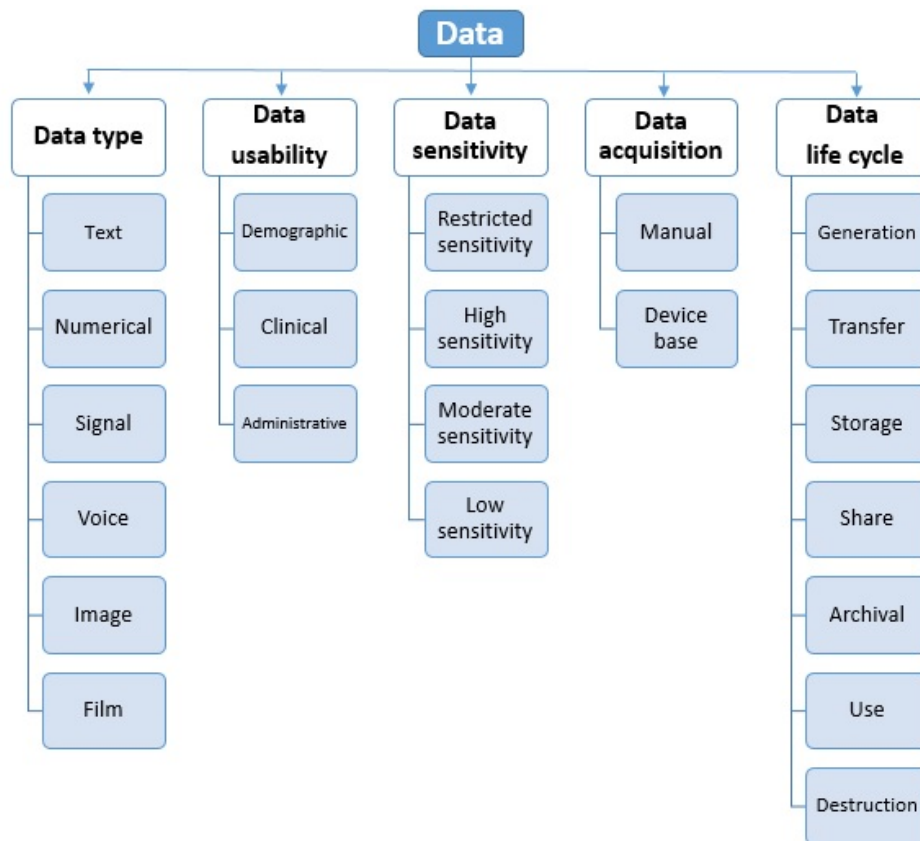 Data
Data type
Text
Numerical
Signal
Voice
Image
Film
Data
usability
Demographic
Clinical
Administrative
Data
sensitivity
Restricted
sensitivity
High
sensitivity
Moderate
sensitivity
Low
sensitivity
Data
acquisition
Manual
Device
base
Data
life cycle
Generation
Transfer
Storage
Share
Archival
Use
Destruction